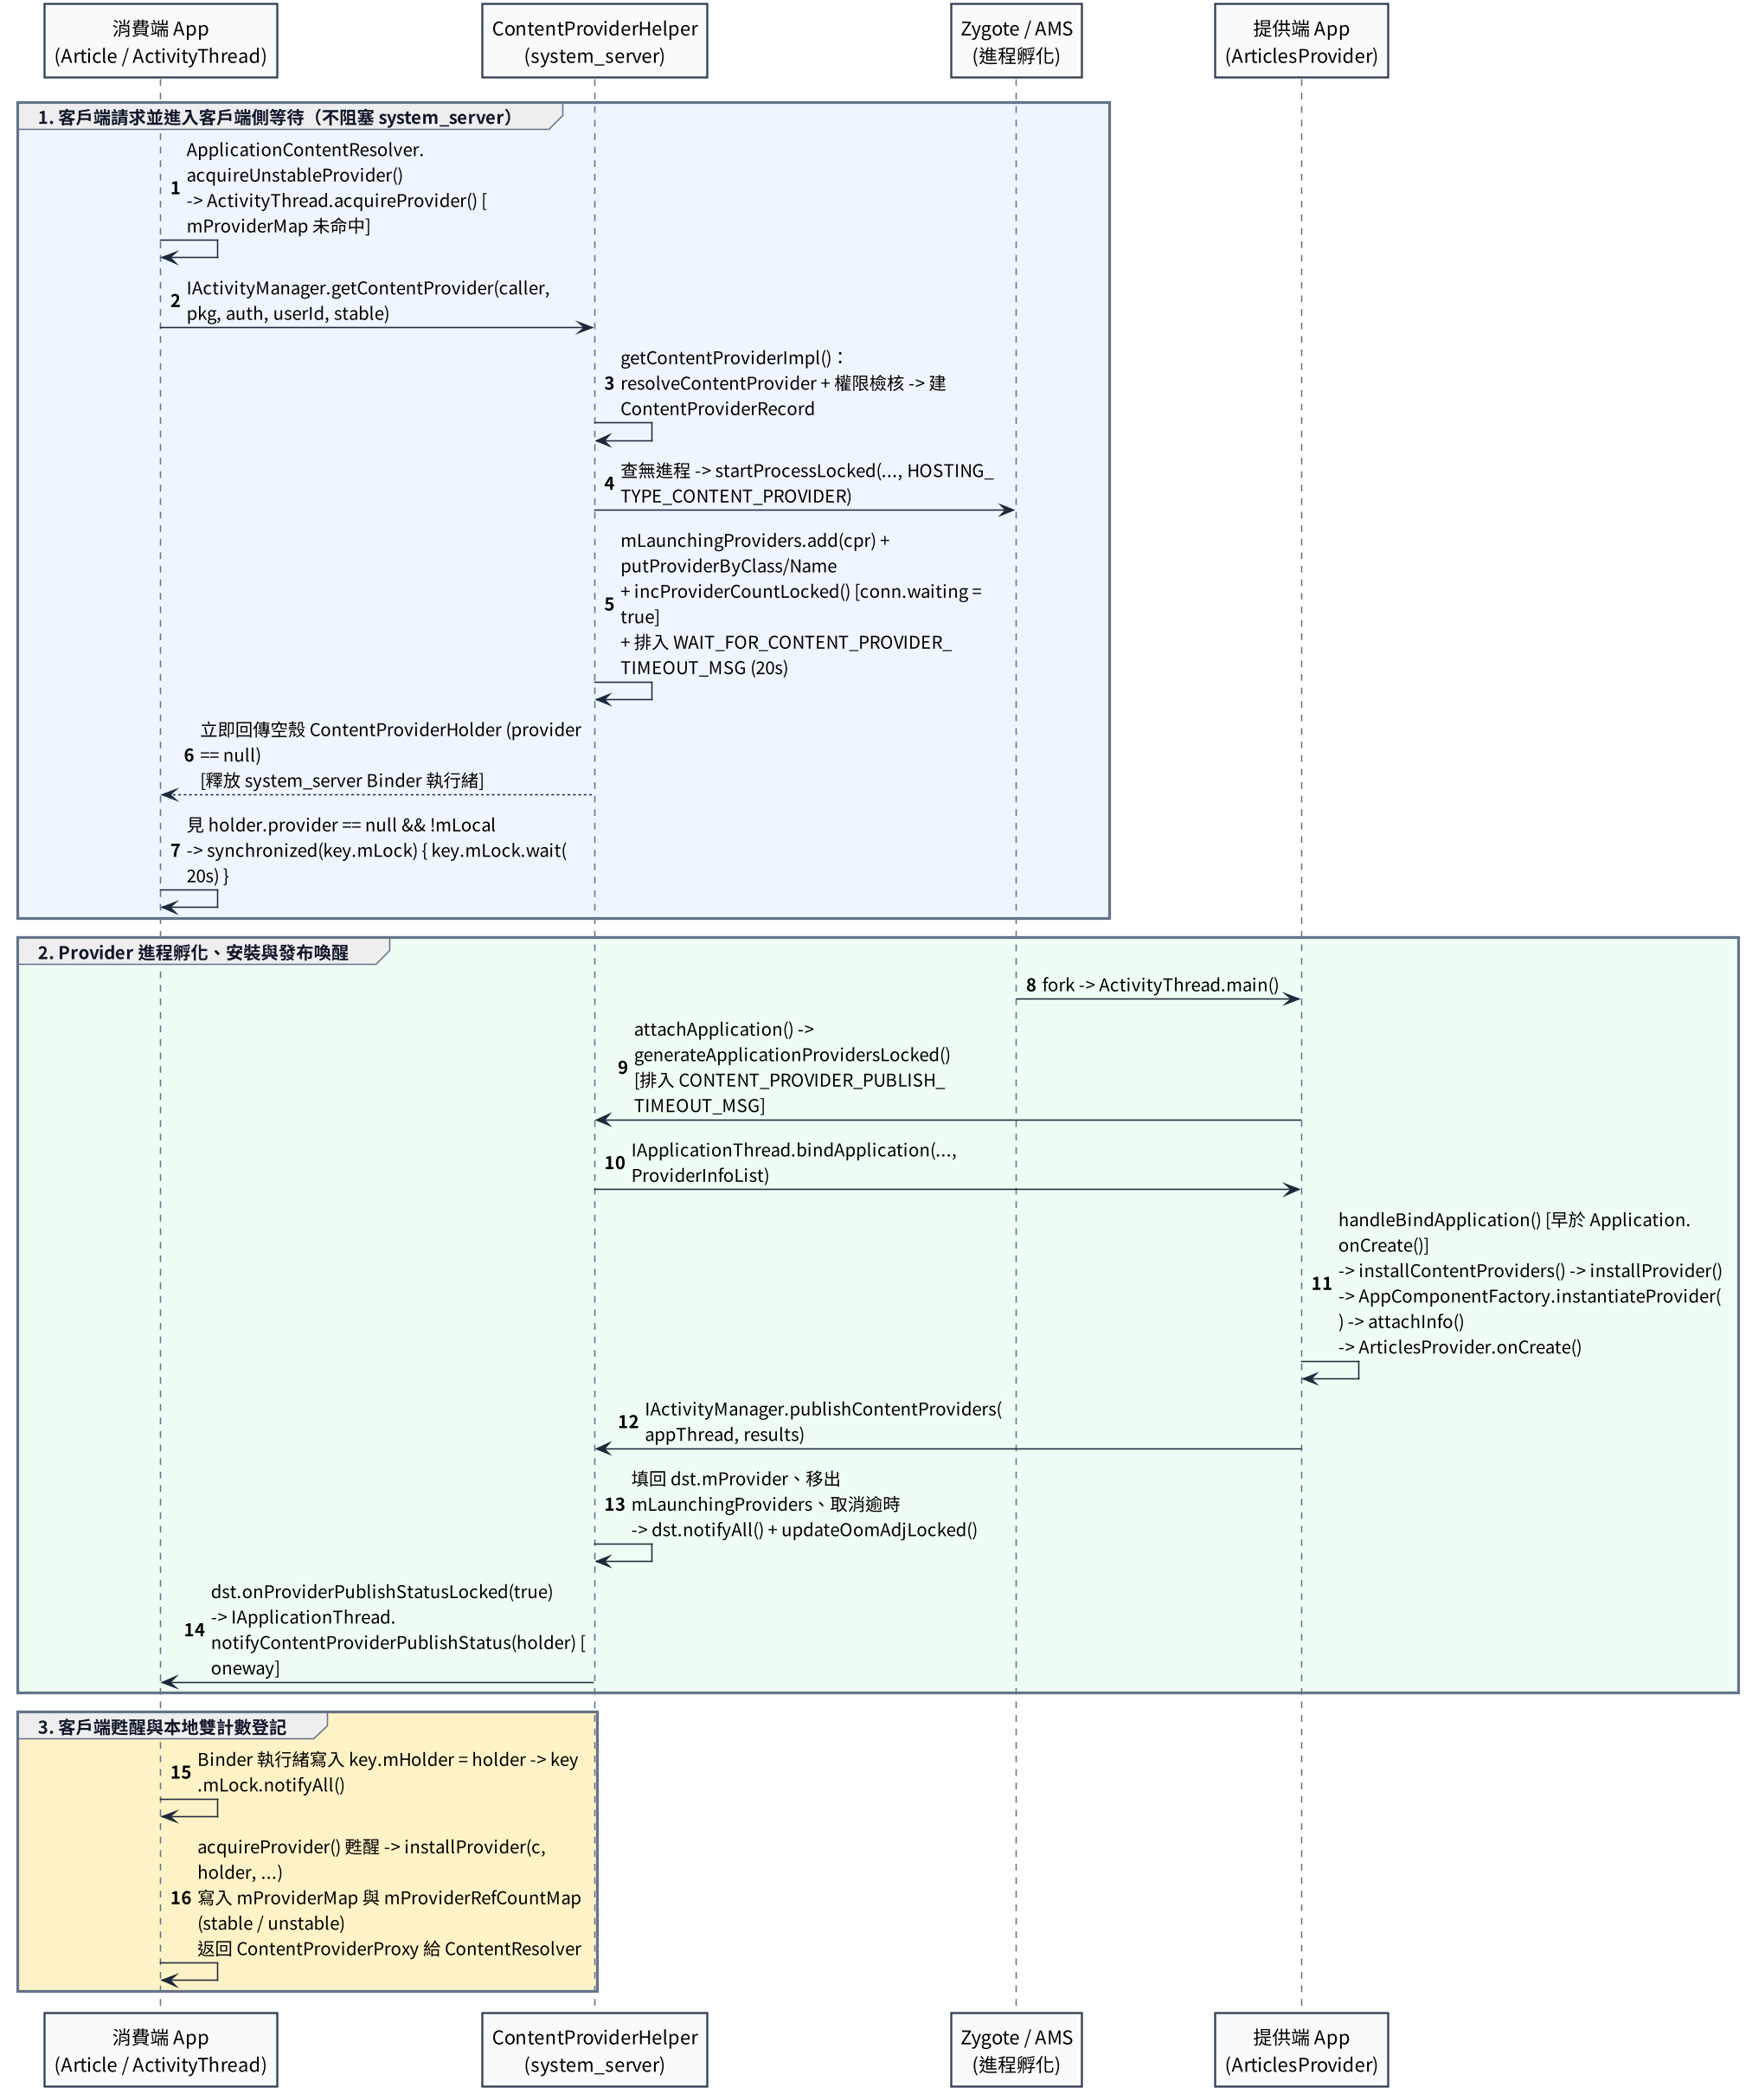 消費端 App
(Article / ActivityThread)
ContentProviderHelper
(system_server)
Zygote / AMS
(進程孵化)
提供端 App
(ArticlesProvider)
1. 客戶端請求並進入客戶端側等待（不阻塞 system_server）
1
ApplicationContentResolver.
acquireUnstableProvider()
-> ActivityThread.acquireProvider() [
mProviderMap 未命中]
2
IActivityManager.getContentProvider(caller,
pkg, auth, userId, stable)
3
getContentProviderImpl()：
resolveContentProvider + 權限檢核 -> 建
ContentProviderRecord
4
查無進程 -> startProcessLocked(..., HOSTING_
TYPE_CONTENT_PROVIDER)
5
mLaunchingProviders.add(cpr) +
putProviderByClass/Name
+ incProviderCountLocked() [conn.waiting =
true]
+ 排入 WAIT_FOR_CONTENT_PROVIDER_
TIMEOUT_MSG (20s)
6
立即回傳空殼 ContentProviderHolder (provider
== null)
[釋放 system_server Binder 執行緒]
7
見 holder.provider == null && !mLocal
-> synchronized(key.mLock) { key.mLock.wait(
20s) }
2. Provider 進程孵化、安裝與發布喚醒
8 fork -> ActivityThread.main()
9
attachApplication() ->
generateApplicationProvidersLocked()
[排入 CONTENT_PROVIDER_PUBLISH_
TIMEOUT_MSG]
10
IApplicationThread.bindApplication(...,
ProviderInfoList)
11
handleBindApplication() [早於 Application.
onCreate()]
-> installContentProviders() -> installProvider()
-> AppComponentFactory.instantiateProvider(
) -> attachInfo()
-> ArticlesProvider.onCreate()
12
IActivityManager.publishContentProviders(
appThread, results)
13
填回 dst.mProvider、移出
mLaunchingProviders、取消逾時
-> dst.notifyAll() + updateOomAdjLocked()
14
dst.onProviderPublishStatusLocked(true)
-> IApplicationThread.
notifyContentProviderPublishStatus(holder) [
oneway]
3. 客戶端甦醒與本地雙計數登記
15
Binder 執行緒寫入 key.mHolder = holder -> key
.mLock.notifyAll()
16
acquireProvider() 甦醒 -> installProvider(c,
holder, ...)
寫入 mProviderMap 與 mProviderRefCountMap
(stable / unstable)
返回 ContentProviderProxy 給 ContentResolver
消費端 App
(Article / ActivityThread)
ContentProviderHelper
(system_server)
Zygote / AMS
(進程孵化)
提供端 App
(ArticlesProvider)